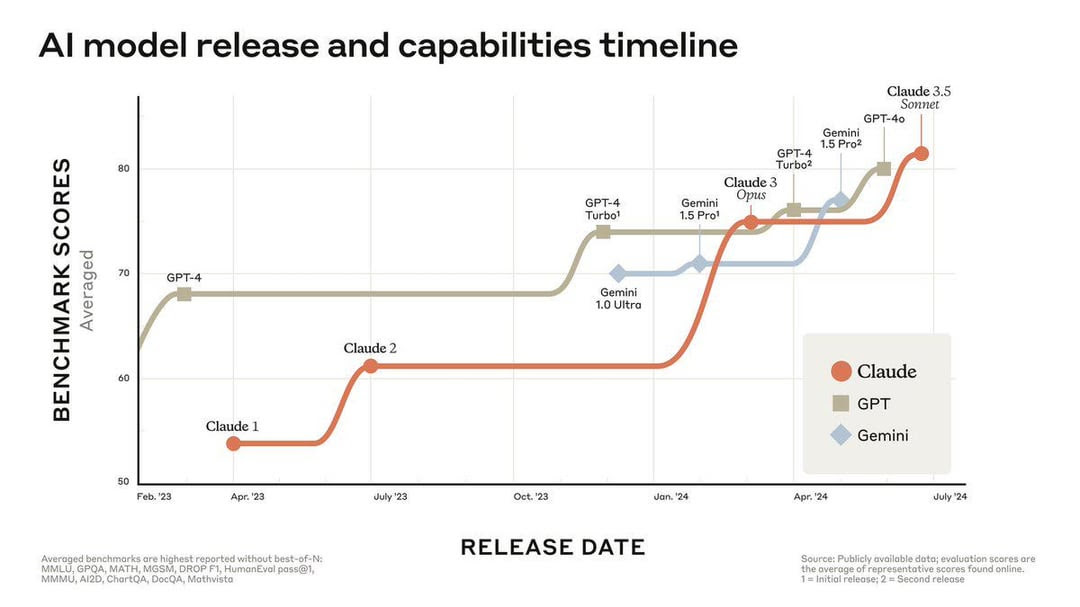 AI model release and capabilities timeline
BENCHMARK SCORES
Averaged
80
70
60
50
Feb. '23
Apr. '23
July '23
Oct. '23
Jan. '24
Apr. '24
July '24
RELEASE DATE
GPT-4
Claude 1
Claude 2
GPT-4
Turbo¹
Gemini
1.0 Ultra
Gemini
1.5 Pro¹
Claude 3
Opus
GPT-4
Turbo²
Gemini
1.5 Pro²
GPT-4o
Claude 3.5
Sonnet
Claude
GPT
Gemini
Averaged benchmarks are highest reported without best-of-N:
MMLU, GPQA, MATH, MGSM, DROP F1, HumanEval pass@1,
MMMU, AI2D, ChartQA, DocQA, Mathvista
Source: Publicly available data; evaluation scores are
the average of representative scores found online.
1 = Initial release; 2 = Second release